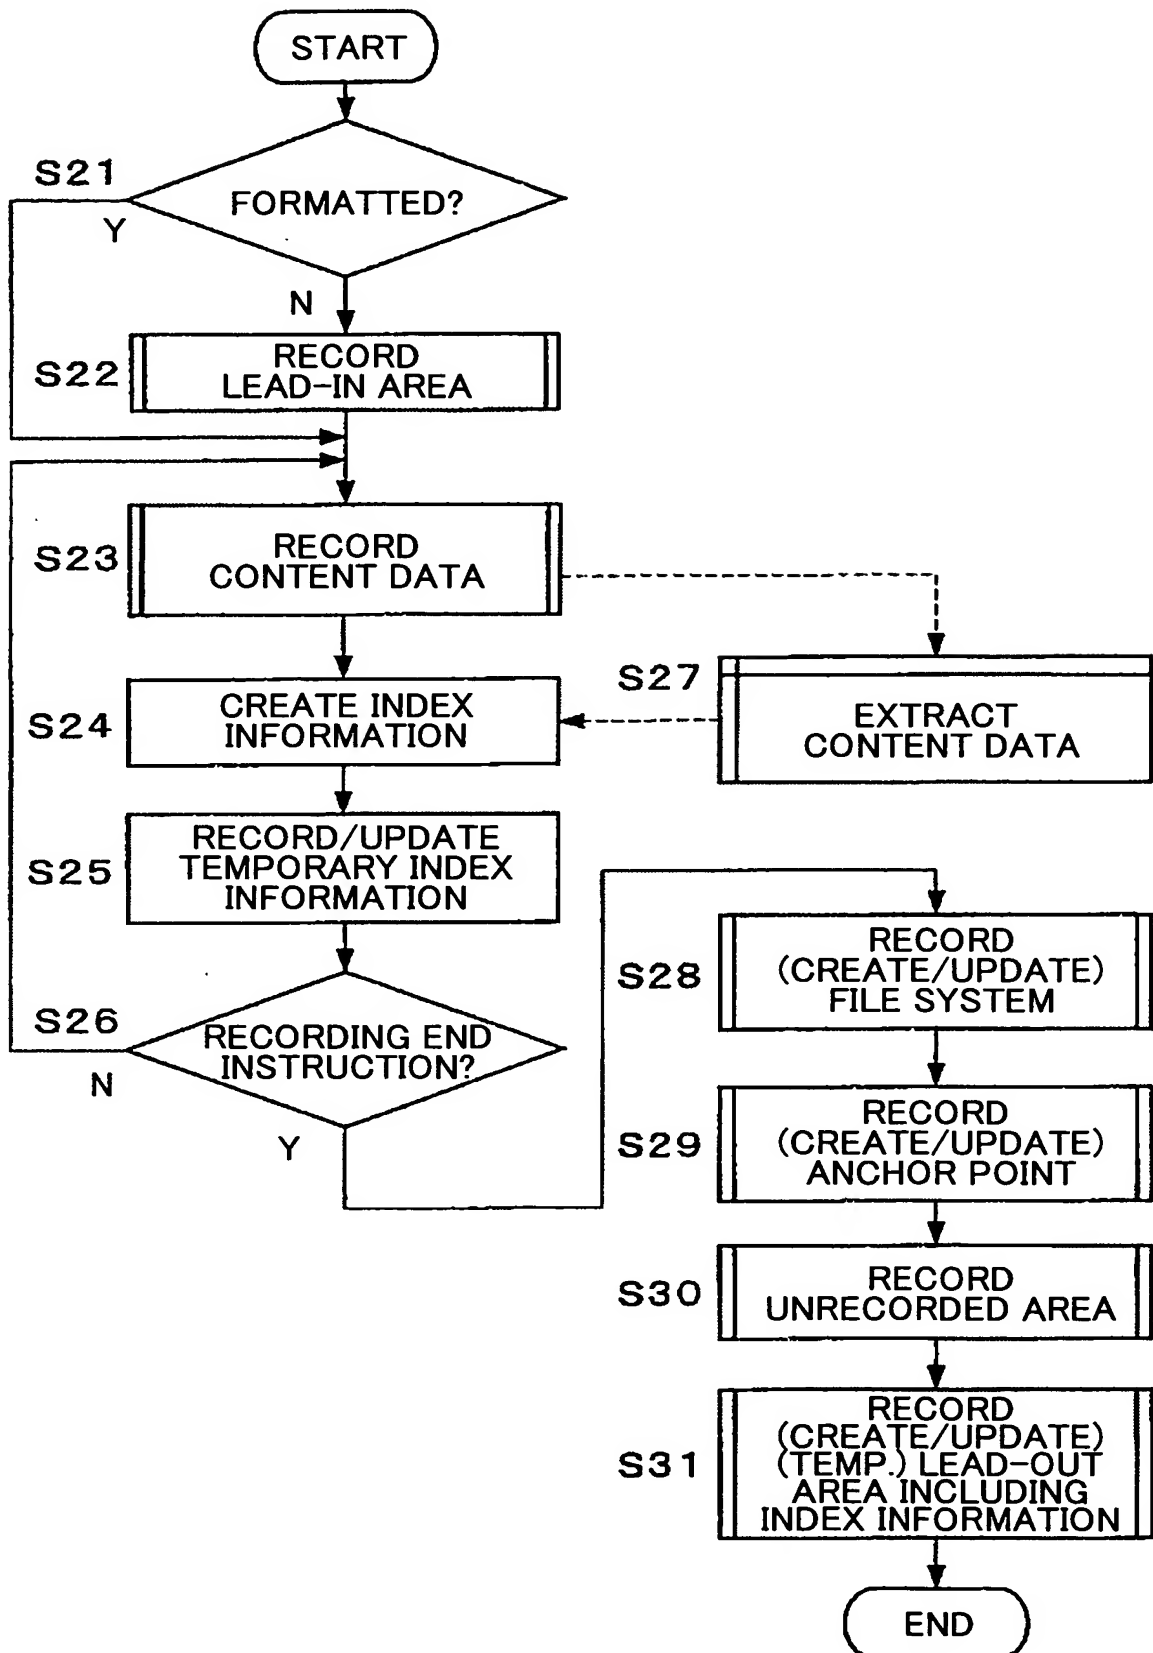 START
S21
FORMATTED?
Y
N
S22
RECORD
LEAD-IN AREA
S23
RECORD
CONTENT DATA
S24
CREATE INDEX
INFORMATION
S27
EXTRACT
CONTENT DATA
S25
RECORD/UPDATE
TEMPORARY INDEX
INFORMATION
S26
RECORDING END
INSTRUCTION?
N
Y
S28
RECORD
(CREATE/UPDATE)
FILE SYSTEM
S29
RECORD
(CREATE/UPDATE)
ANCHOR POINT
S30
RECORD
UNRECORDED AREA
S31
RECORD
(CREATE/UPDATE)
(TEMP.) LEAD-OUT
AREA INCLUDING
INDEX INFORMATION
END